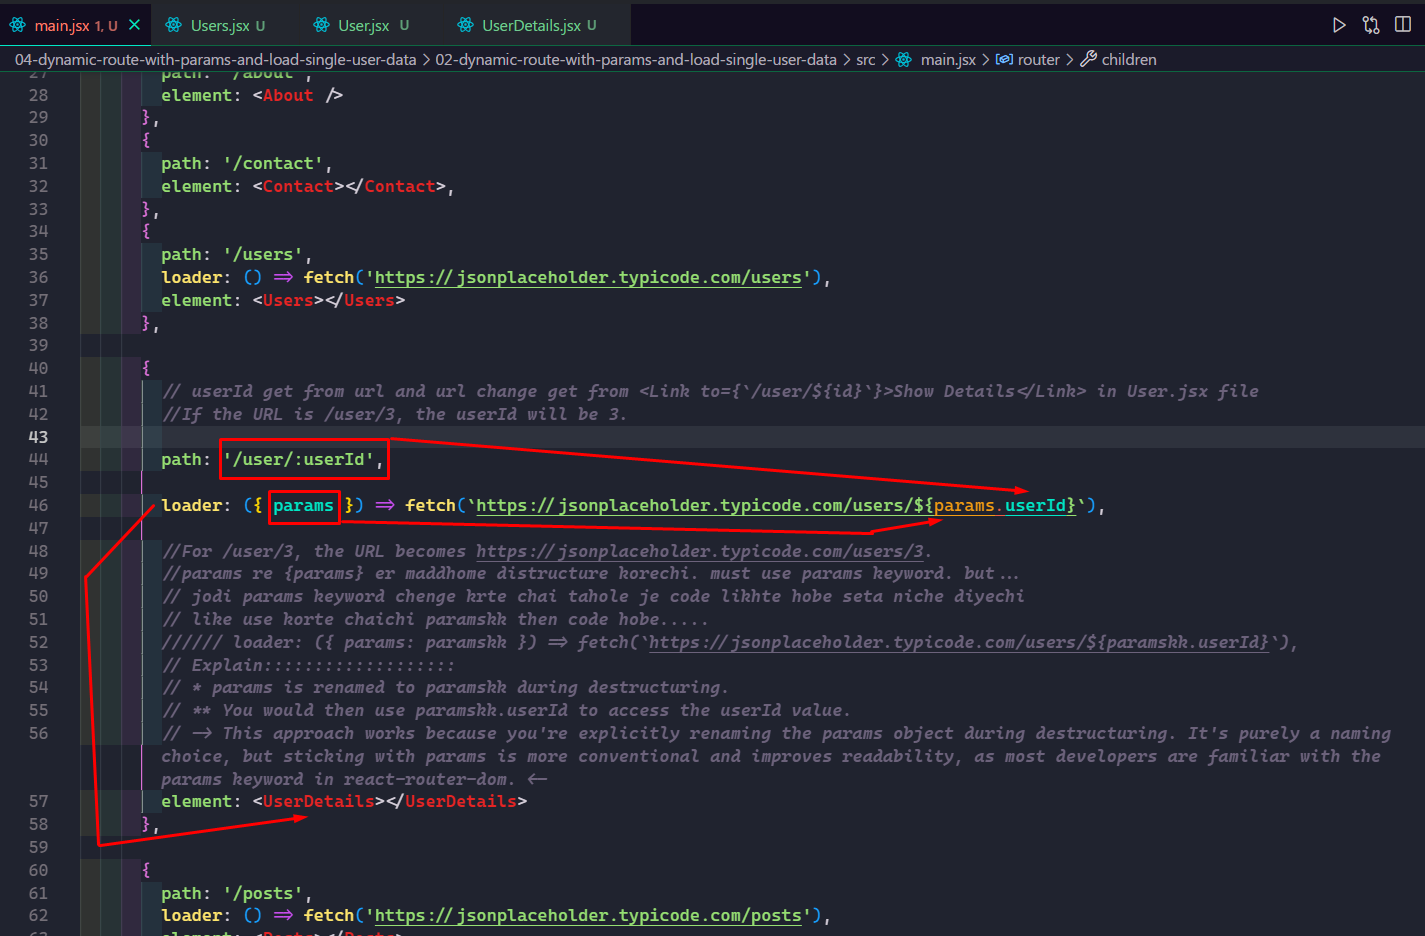 main.jsx 1, U
Users.jsx U
User.jsx U
UserDetails.jsx U
04-dynamic-route-with-params-and-load-single-user-data > 02-dynamic-route-with-params-and-load-single-user-data > src > main.jsx > router > children
27 path: '/about',
28 element: <About />
29 },
30 {
31 path: '/contact',
32 element: <Contact></Contact>,
33 },
34 {
35 path: '/users',
36 loader: () => fetch('https://jsonplaceholder.typicode.com/users'),
37 element: <Users></Users>
38 },
39
40 {
41 // userId get from url and url change get from <Link to={`/user/${id}`}>Show Details</Link> in User.jsx file
42 //If the URL is /user/3, the userId will be 3.
43
44 path: '/user/:userId',
45
46 loader: ({ params }) => fetch(`https://jsonplaceholder.typicode.com/users/${params.userId}`),
47
48 //For /user/3, the URL becomes https://jsonplaceholder.typicode.com/users/3.
49 //params re {params} er maddhome distructure korechi. must use params keyword. but...
50 // jodi params keyword chenge krte chai tahole je code likhte hobe seta niche diyechi
51 // like use korte chaichi paramskk then code hobe.....
52 ////// loader: ({ params: paramskk }) => fetch(`https://jsonplaceholder.typicode.com/users/${paramskk.userId}`),
53 // Explain:::::::::::::::::::
54 // * params is renamed to paramskk during destructuring.
55 // ** You would then use paramskk.userId to access the userId value.
56 // -> This approach works because you're explicitly renaming the params object during destructuring. It's purely a naming
choice, but sticking with params is more conventional and improves readability, as most developers are familiar with the
params keyword in react-router-dom. <-
57 element: <UserDetails></UserDetails>
58 },
59
60 {
61 path: '/posts',
62 loader: () => fetch('https://jsonplaceholder.typicode.com/posts'),
63 element: <Posts></Posts>